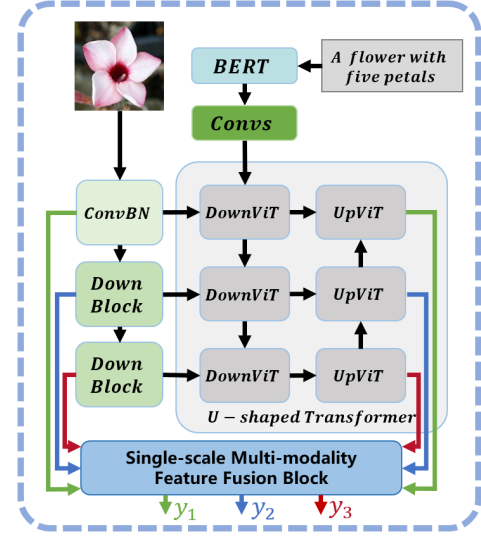 BERT
A flower with
five petals
Convs
ConvBN
DownViT
UpViT
Down
Block
DownViT
UpViT
Down
Block
DownViT
UpViT
U-shaped Transformer
Single-scale Multi-modality
Feature Fusion Block
y₁
y₂
y₃